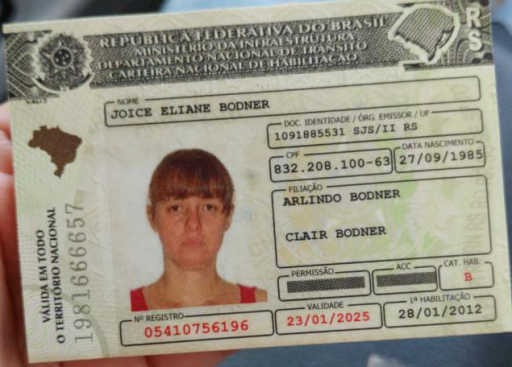 REPÚBLICA FEDERATIVA DO BRASIL
MINISTÉRIO DA INFRAESTRUTURA
DEPARTAMENTO NACIONAL DE TRÂNSITO
CARTEIRA NACIONAL DE HABILITAÇÃO
RS
NOME
JOICE ELIANE BODNER
DOC. IDENTIDADE / ÓRG. EMISSOR / UF
1091885531 SJS/II RS
CPF
832.208.100-63
DATA NASCIMENTO
27/09/1985
FILIAÇÃO
ARLINDO BODNER
CLAIR BODNER
PERMISSÃO
ACC
CAT. HAB.
B
Nº REGISTRO
05410756196
VALIDADE
23/01/2025
1ª HABILITAÇÃO
28/01/2012
VÁLIDA EM TODO
O TERRITÓRIO NACIONAL
1981666657